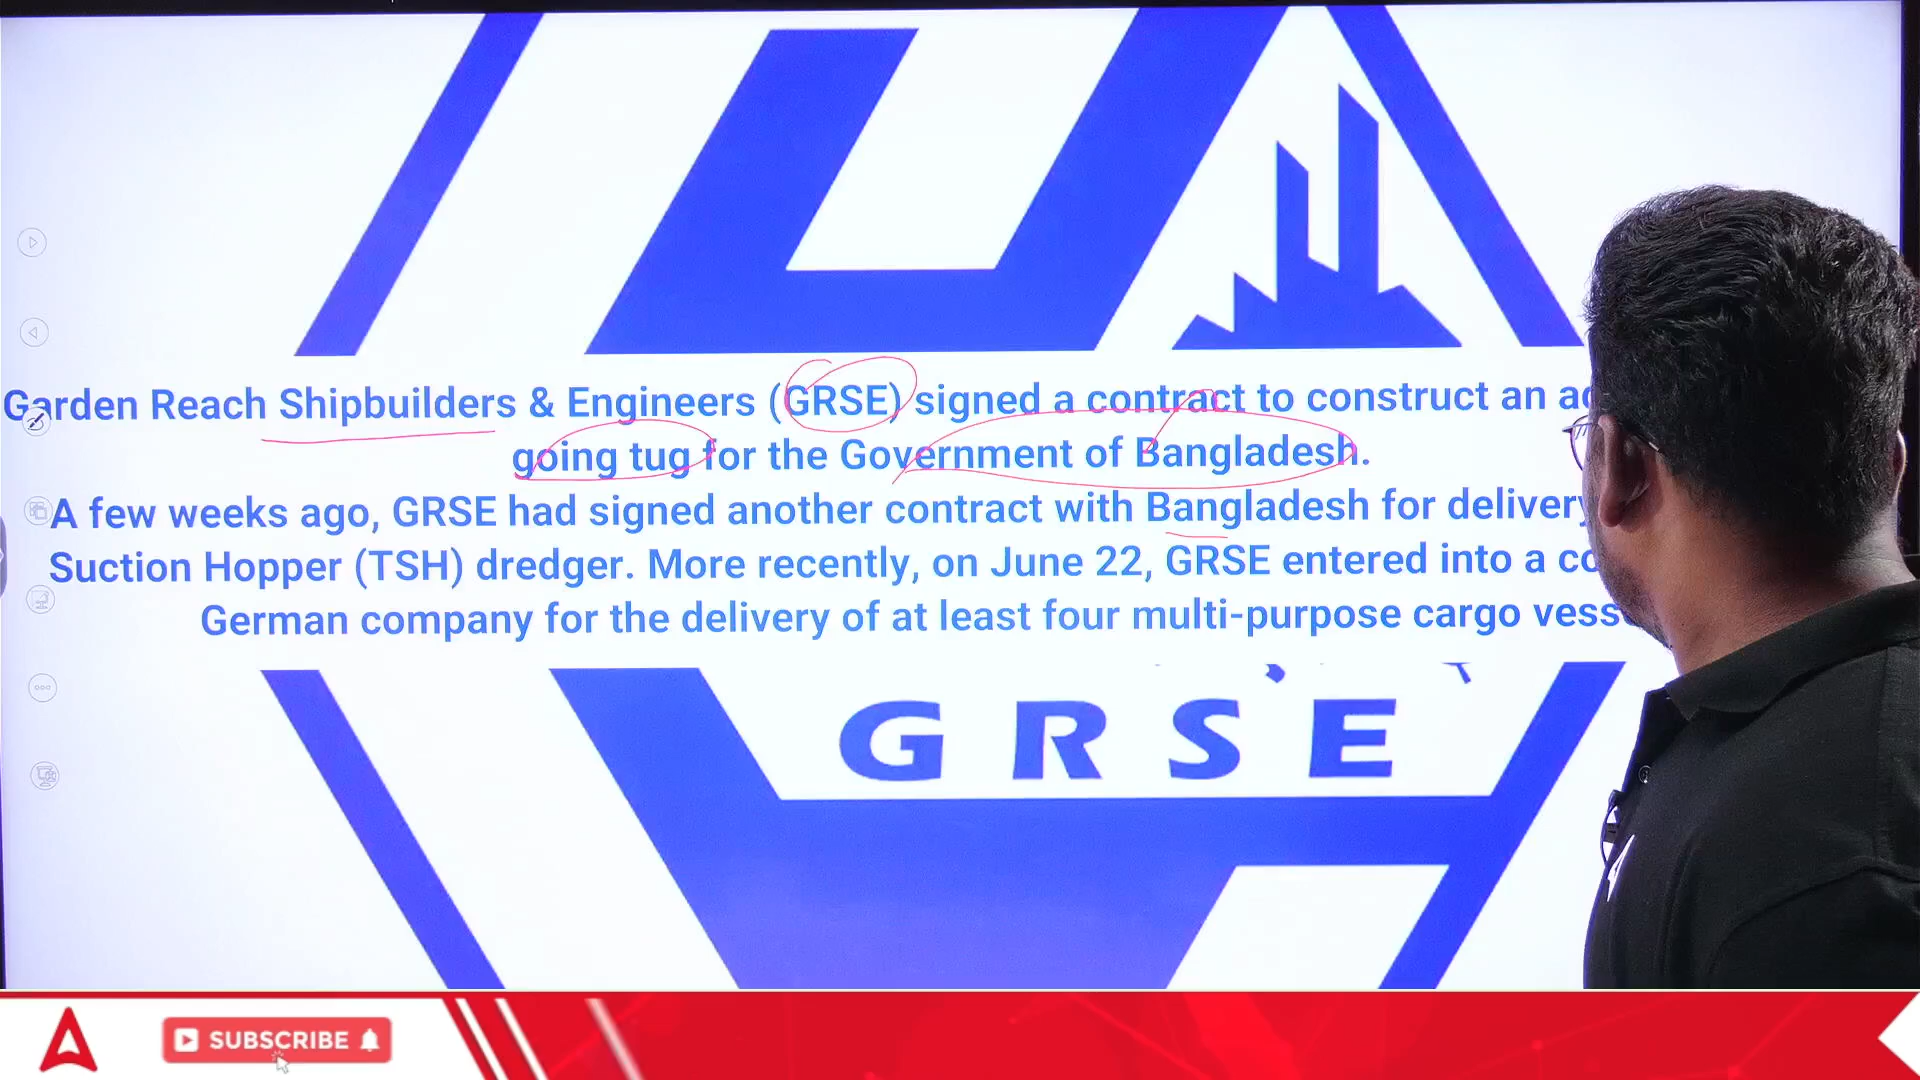 Garden Reach Shipbuilders & Engineers (GRSE) signed a contract to construct an
going tug for the Government of Bangladesh.
A few weeks ago, GRSE had signed another contract with Bangladesh for delivery
Suction Hopper (TSH) dredger. More recently, on June 22, GRSE entered into a
German company for the delivery of at least four multi-purpose cargo
GRSE
SUBSCRIBE